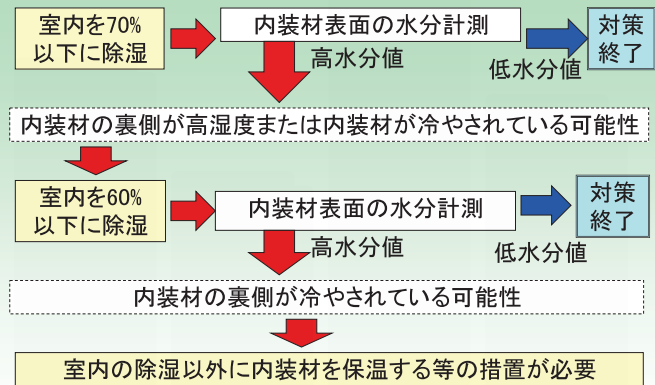 室内を70%
以下に除湿
内装材表面の水分計測
対策
終了
高水分値
低水分値
内装材の裏側が高湿度または内装材が冷やされている可能性
室内を60%
以下に除湿
内装材表面の水分計測
対策
終了
高水分値
低水分値
内装材の裏側が冷やされている可能性
室内の除湿以外に内装材を保温する等の措置が必要